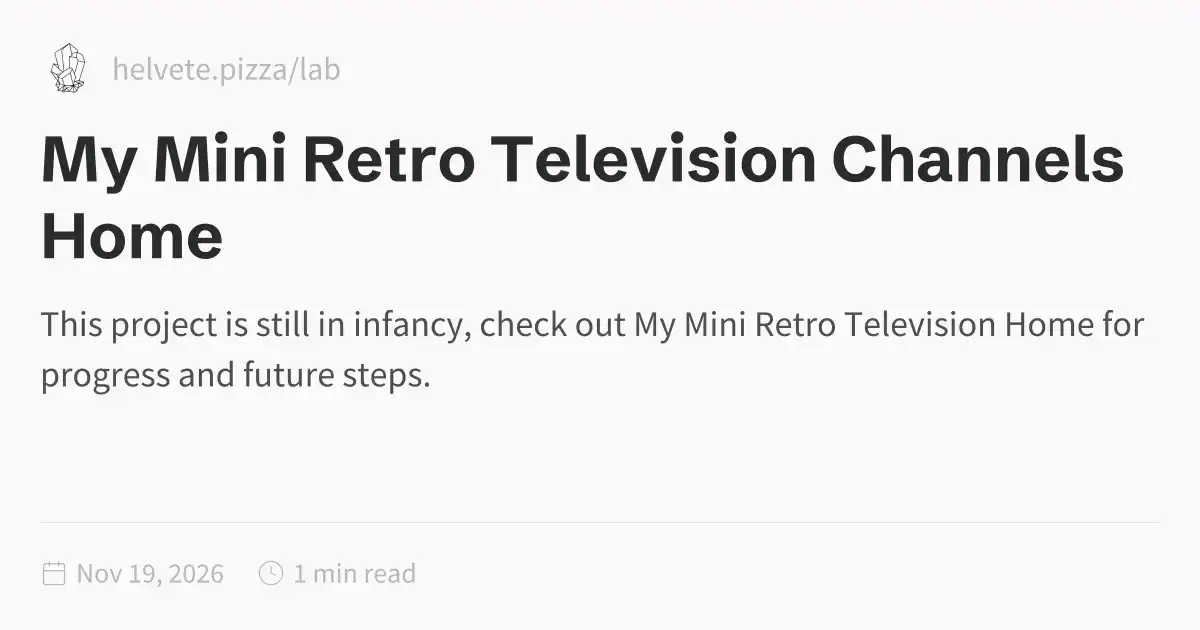 helvete.pizza/lab
My Mini Retro Television Channels
Home
This project is still in infancy, check out My Mini Retro Television Home for
progress and future steps.
Nov 19, 2026 1 min read